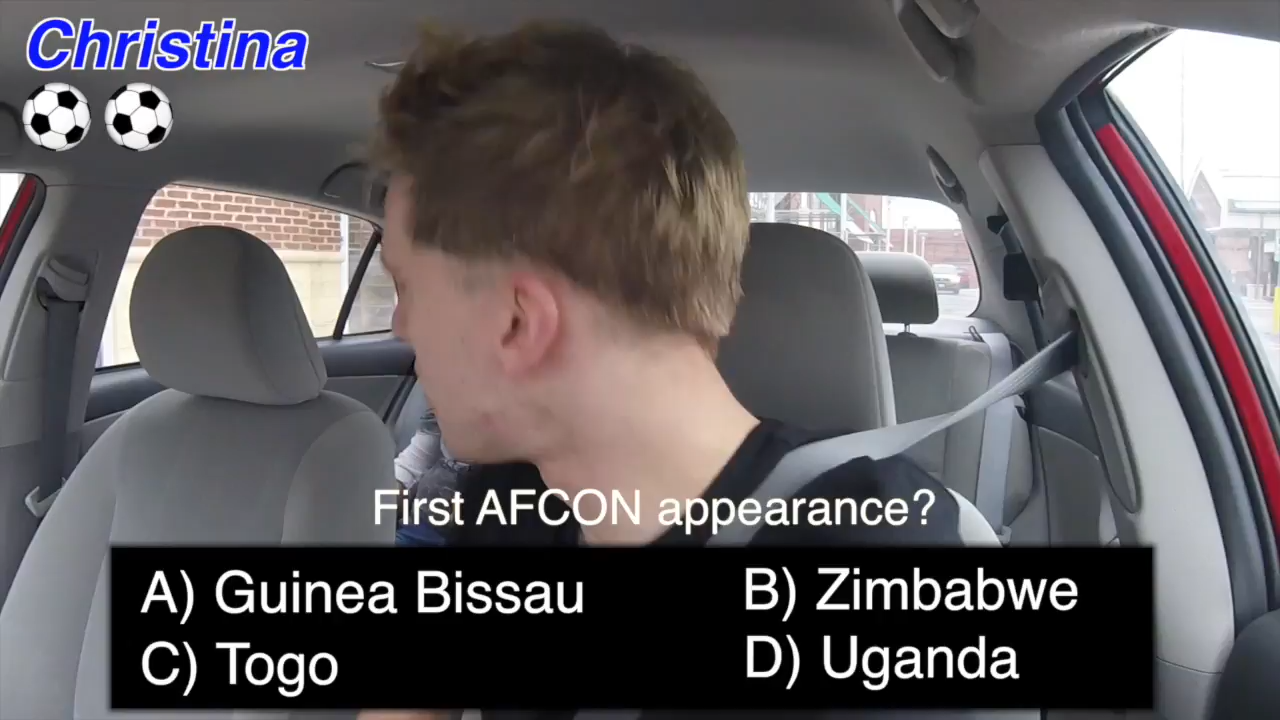 Christina
First AFCON appearance?
A) Guinea Bissau
B) Zimbabwe
C) Togo
D) Uganda